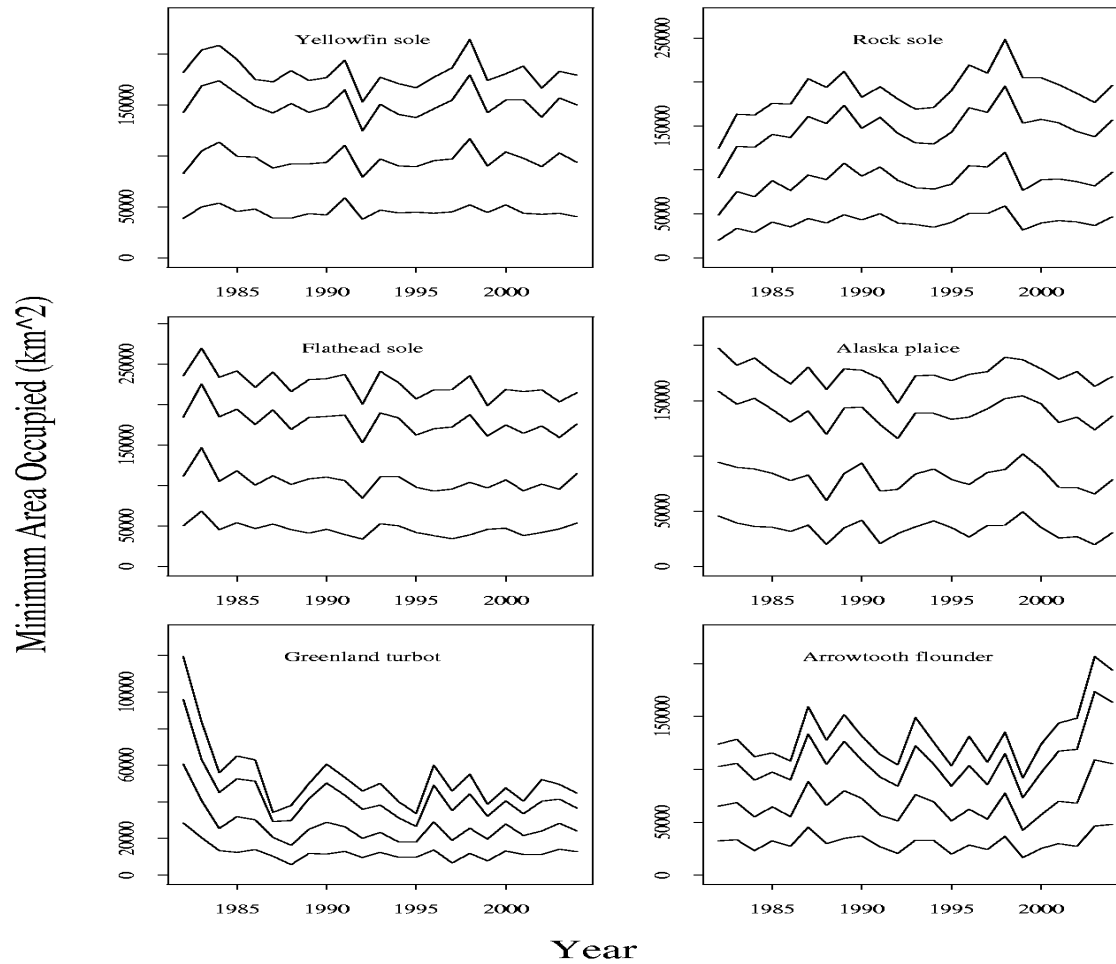 Minimum Area Occupied (km^2)
Yellowfin sole
0 50000 150000
1985 1990 1995 2000
Rock sole
0 50000 150000 250000
1985 1990 1995 2000
Flathead sole
0 50000 150000 250000
1985 1990 1995 2000
Alaska plaice
0 50000 150000
1985 1990 1995 2000
Greenland turbot
0 20000 60000 100000
1985 1990 1995 2000
Arrowtooth flounder
0 50000 150000
1985 1990 1995 2000
Year